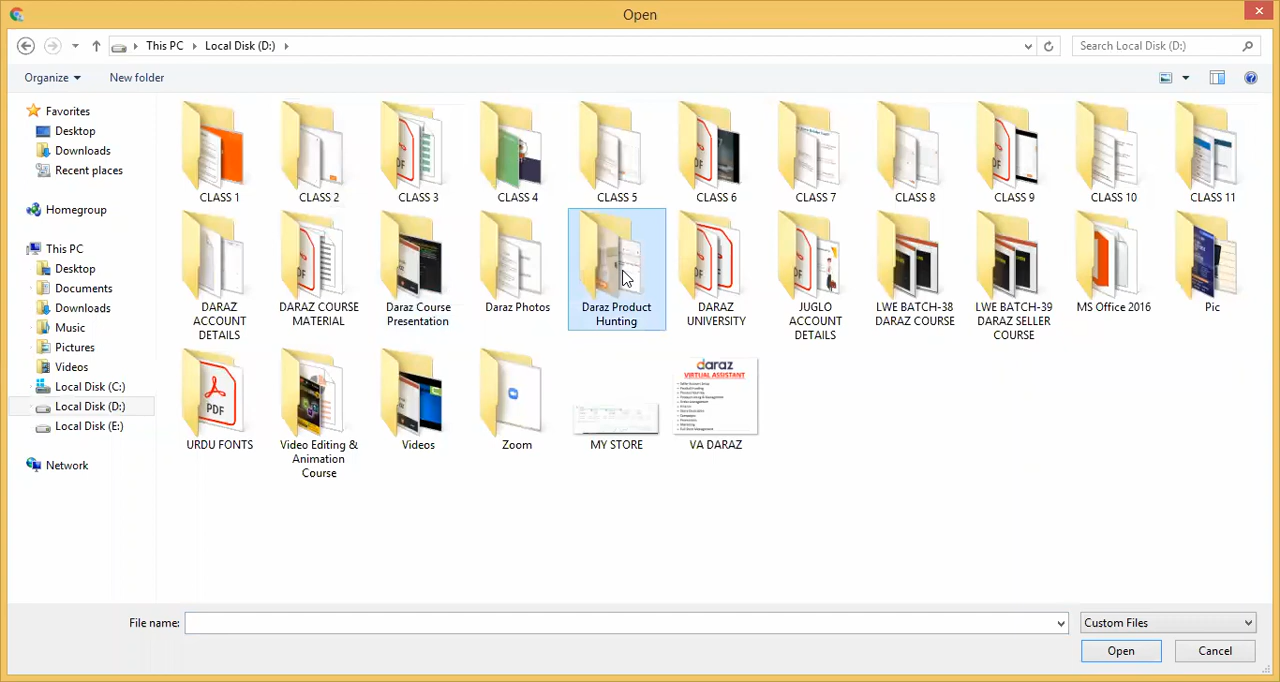 Open
This PC
Local Disk (D:)
Search Local Disk (D:)
Organize
New folder
Favorites
Desktop
Downloads
Recent places
Homegroup
This PC
Desktop
Documents
Downloads
Music
Pictures
Videos
Local Disk (C:)
Local Disk (D:)
Local Disk (E:)
Network
CLASS 1
CLASS 2
CLASS 3
CLASS 4
CLASS 5
CLASS 6
CLASS 7
CLASS 8
CLASS 9
CLASS 10
CLASS 11
DARAZ
ACCOUNT
DETAILS
DARAZ COURSE
MATERIAL
Daraz Course
Presentation
Daraz Photos
Daraz Product
Hunting
DARAZ
UNIVERSITY
JUGLO
ACCOUNT
DETAILS
LWE BATCH-38
DARAZ COURSE
LWE BATCH-39
DARAZ SELLER
COURSE
MS Office 2016
Pic
PDF
URDU FONTS
Video Editing &
Animation
Course
Videos
Zoom
MY STORE
daraz
VIRTUAL ASSISTANT
VA DARAZ
File name:
Custom Files
Open
Cancel